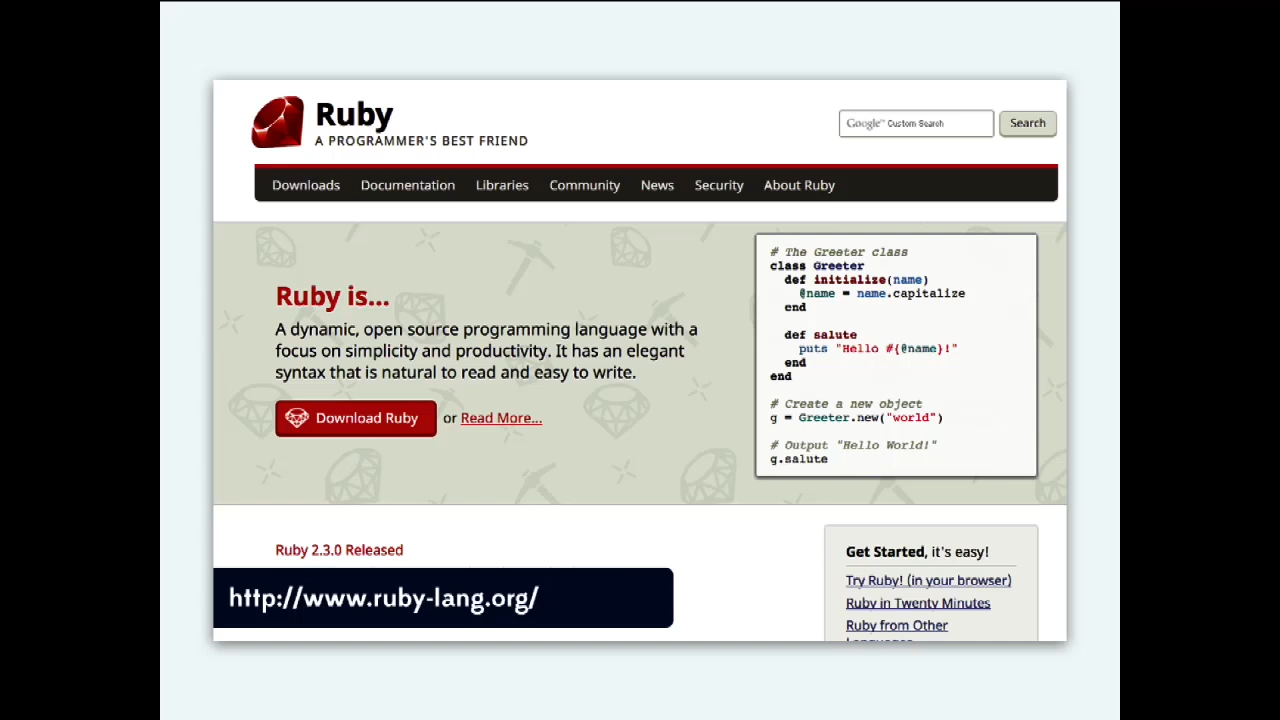 Ruby
A PROGRAMMER'S BEST FRIEND
Google™ Custom Search
Search
Downloads Documentation Libraries Community News Security About Ruby
Ruby is...
A dynamic, open source programming language with a
focus on simplicity and productivity. It has an elegant
syntax that is natural to read and easy to write.
Download Ruby or Read More...
# The Greeter class
class Greeter
  def initialize(name)
    @name = name.capitalize
  end

  def salute
    puts "Hello #{@name}!"
  end
end

# Create a new object
g = Greeter.new("world")

# Output "Hello World!"
g.salute
Ruby 2.3.0 Released
http://www.ruby-lang.org/
Get Started, it's easy!
Try Ruby! (in your browser)
Ruby in Twenty Minutes
Ruby from Other